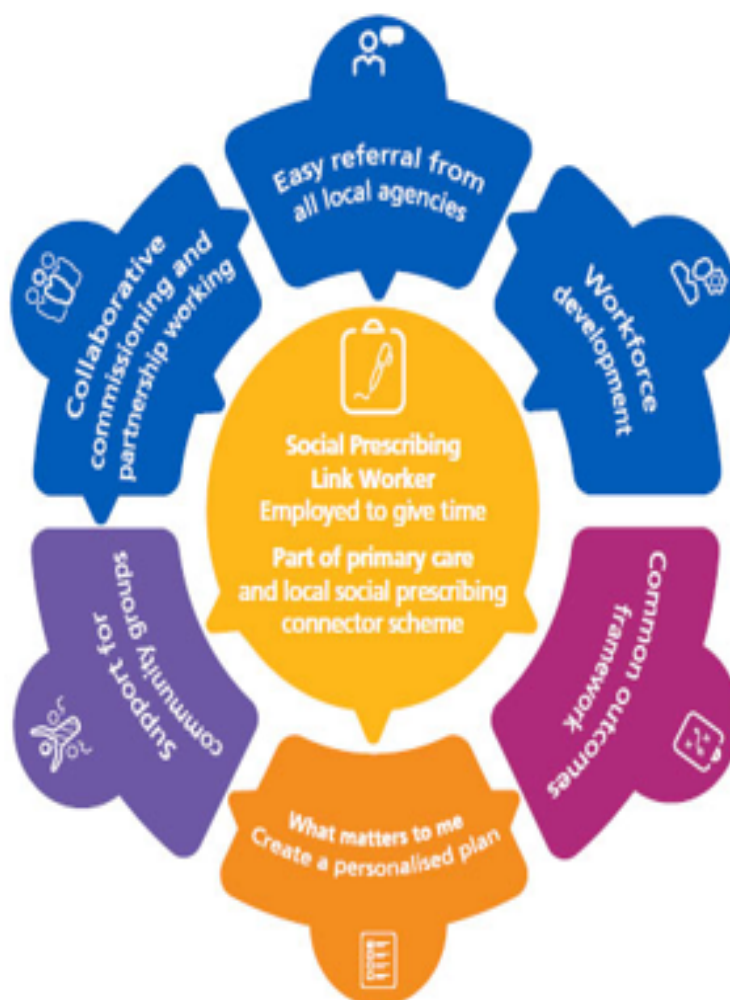 Easy referral from
all local agencies
Workforce
development
Common outcomes
framework
What matters to me
Create a personalised plan
Support for
community groups
Collaborative
commissioning and
partnership working
Social Prescribing
Link Worker
Employed to give time
Part of primary care
and local social prescribing
connector scheme